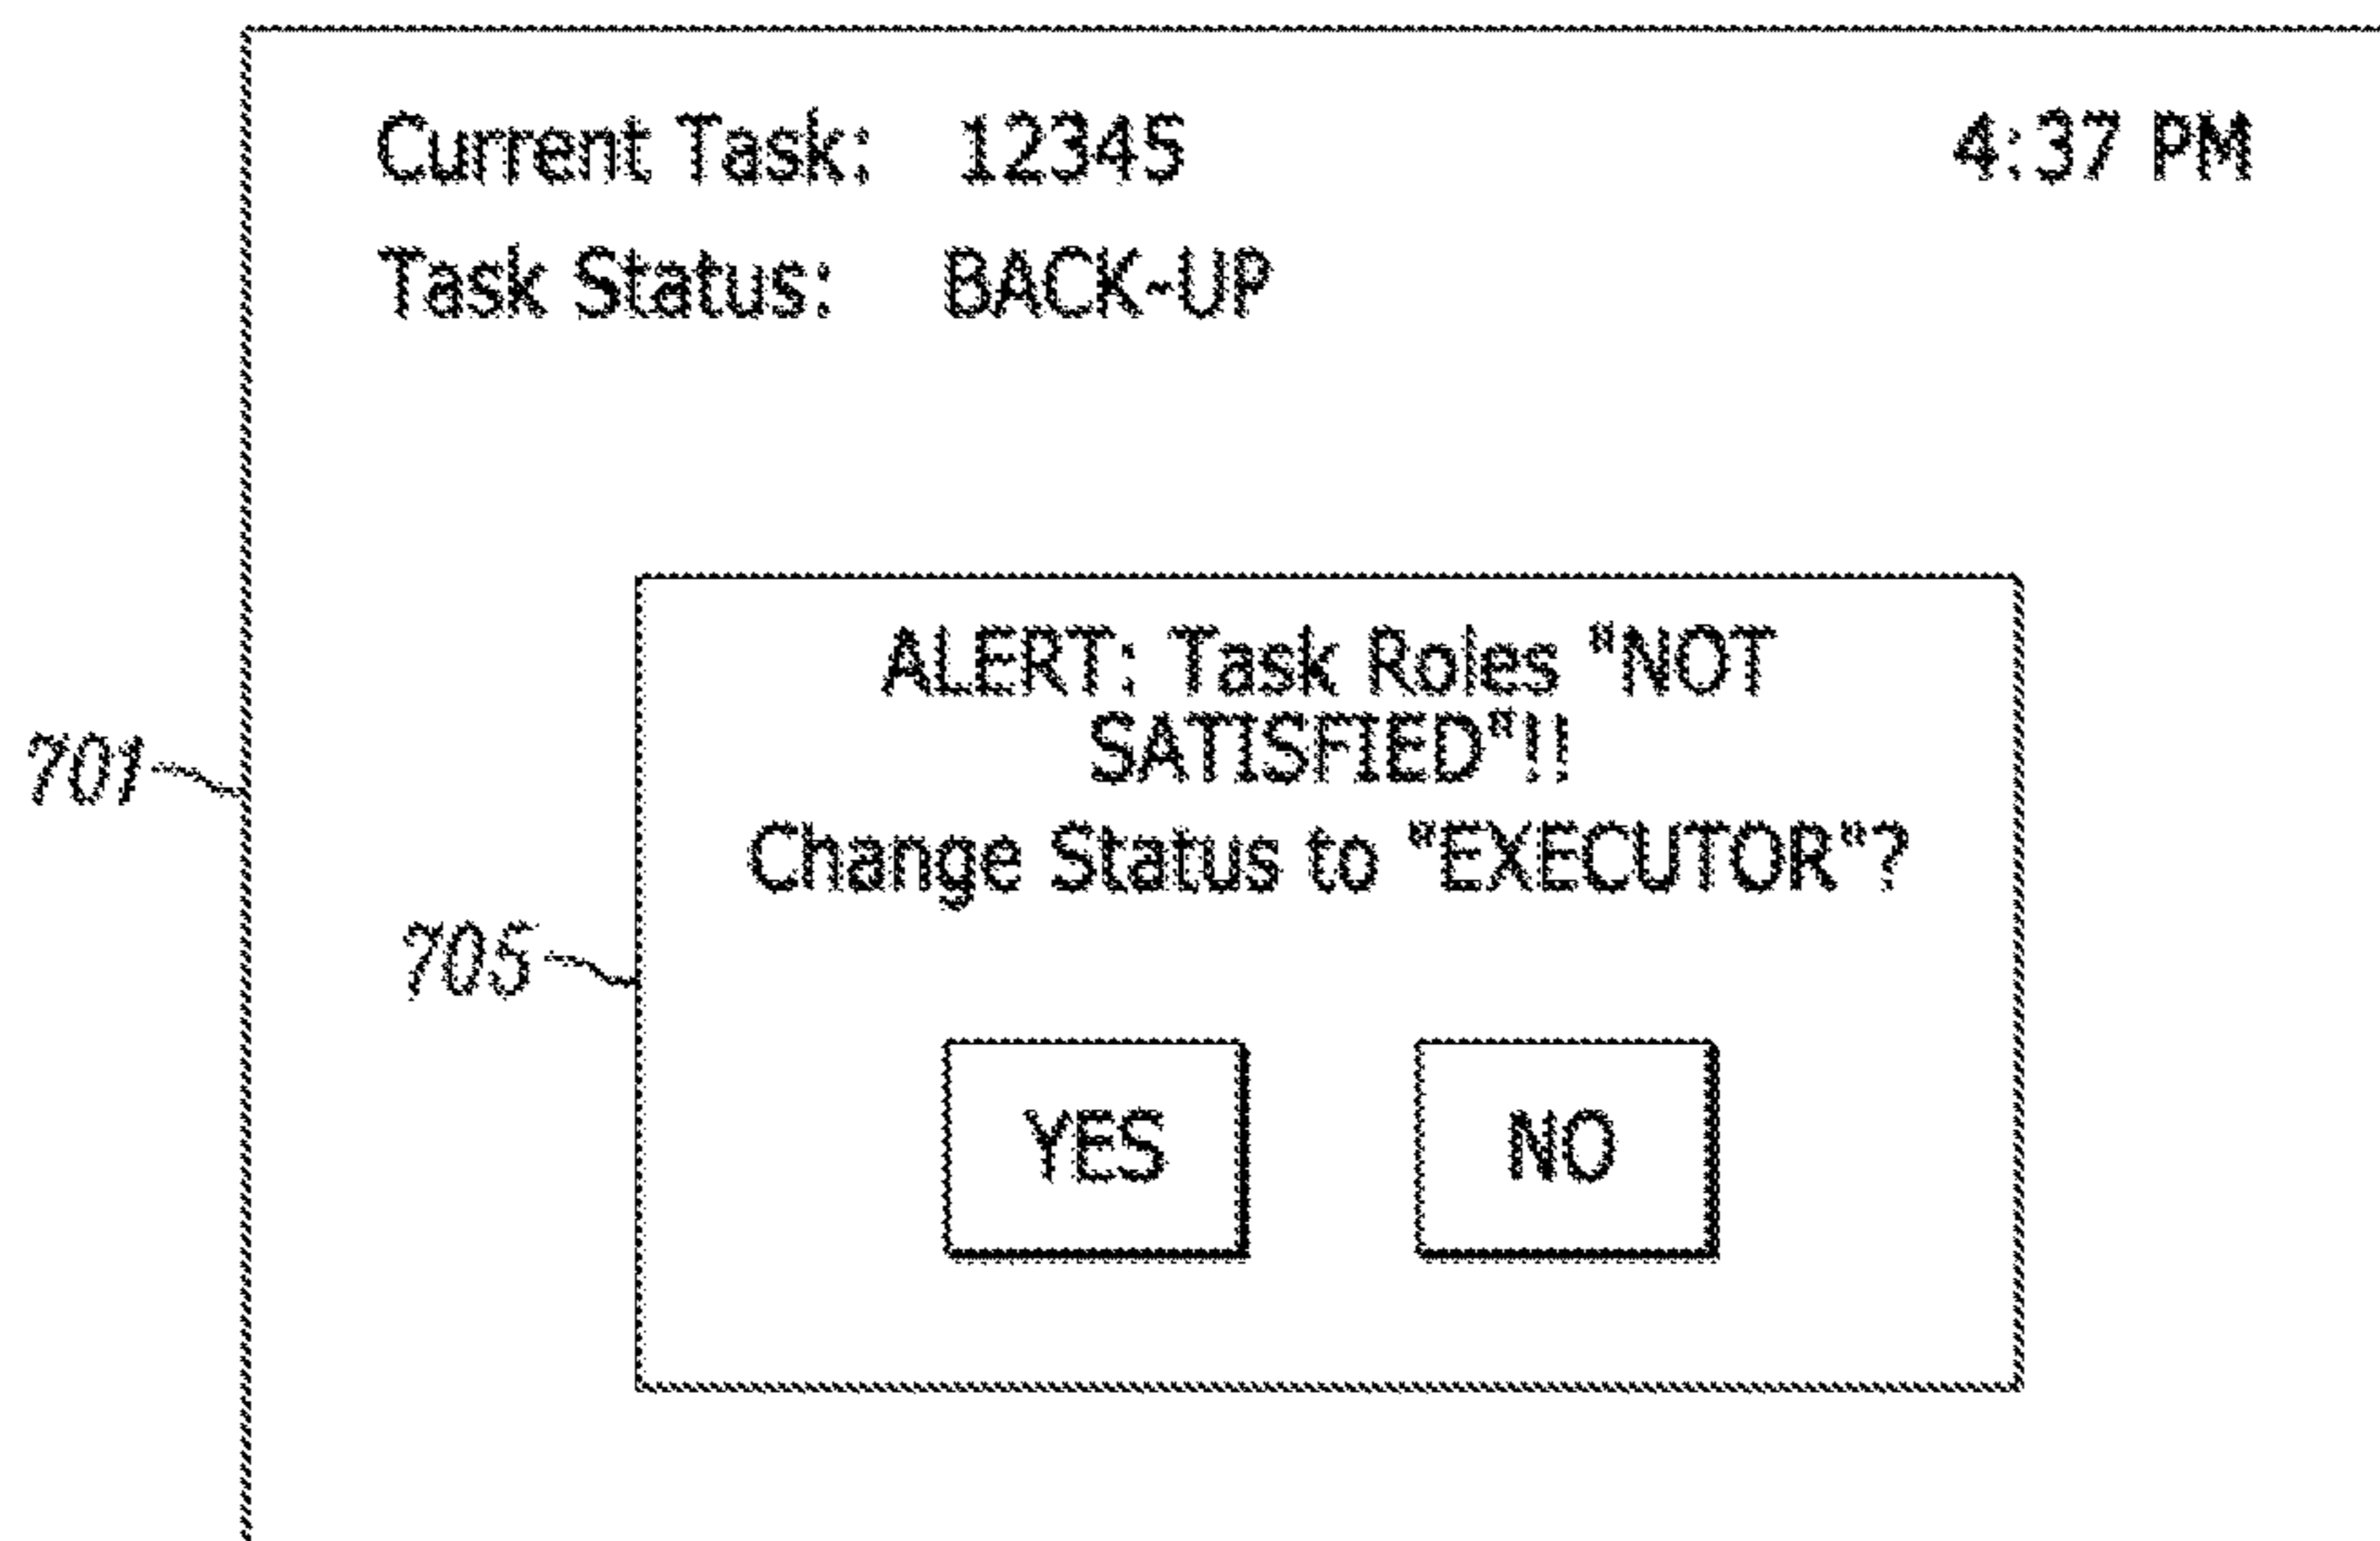 Current Task: 12345 4:37 PM
Task Status: BACK-UP
ALERT: Task Roles "NOT
SATISFIED"!!
701
Change Status to "EXECUTOR"?
705
YES NO